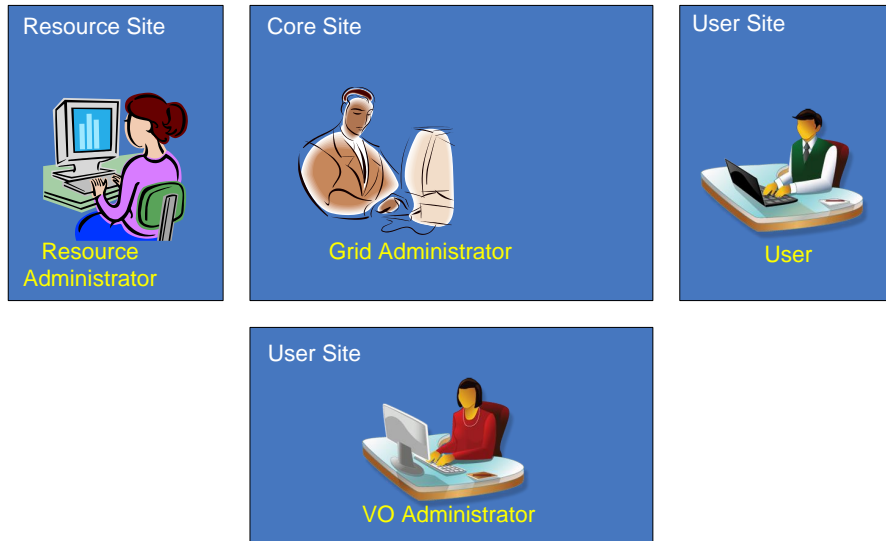 Resource Site
Resource
Administrator
Core Site
Grid Administrator
User Site
User
User Site
VO Administrator